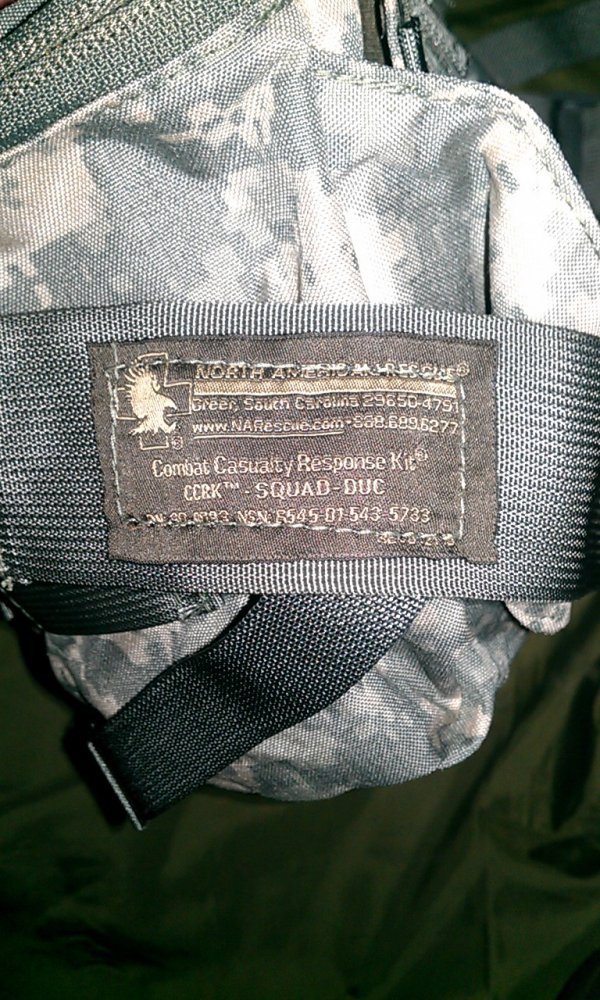 NORTH AMERICAN RESCUE®
Greer, South Carolina 29650-4791
www.NARescue.com • 888.689.6277
®
Combat Casualty Response Kit®
CCRK™ - SQUAD-DUC
NSN: 6545-01-543-5733